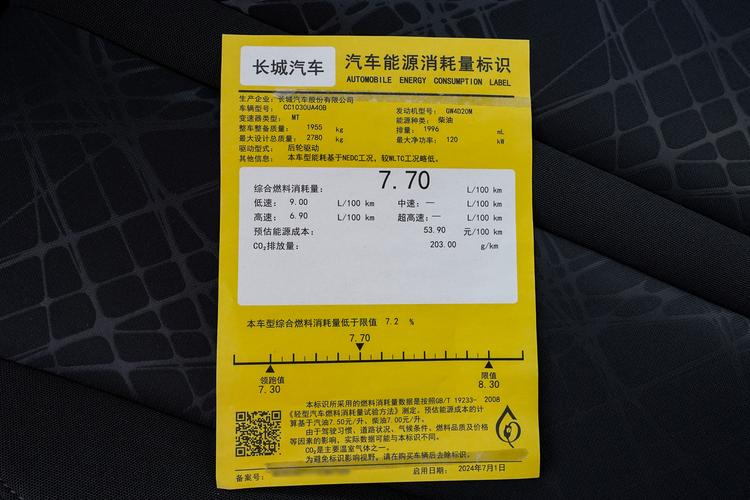 长城汽车 汽车能源消耗量标识
AUTOMOBILE ENERGY CONSUMPTION LABEL
生产企业：长城汽车股份有限公司
车辆型号： CC1030UA40B 发动机型号： GW4D20M
变速器类型： MT 能源种类： 柴油
整车整备质量： 1955 kg 排量： 1996 mL
最大设计总质量： 2780 kg 最大净功率： 120 kW
驱动型式： 后轮驱动
其他信息： 本车型能耗基于NEDC工况，较WLTC工况略低。
综合燃料消耗量： 7.70 L/100 km
低速： 9.00 L/100 km 中速：— L/100 km
高速： 6.90 L/100 km 超高速：— L/100 km
预估能源成本： 53.90 元/100 km
CO₂排放量： 203.00 g/km
本车型综合燃料消耗量低于限值 7.2 %
7.70
领跑值 限值
7.30 8.30
本标识所采用的燃料消耗量数据是按照GB/T 19233- 2008
《轻型汽车燃料消耗量试验方法》测定。预估能源成本的计
算基于汽油7.50元/升、柴油7.00元/升。
由于驾驶习惯、道路状况、气候条件、燃料品质及价格
等因素的影响，实际数据可能与本标识不同。
CO₂是主要温室气体之一。
为避免标识影响视野，请在购买车辆后去除标识。
备案号： 启用日期： 2024年7月1日